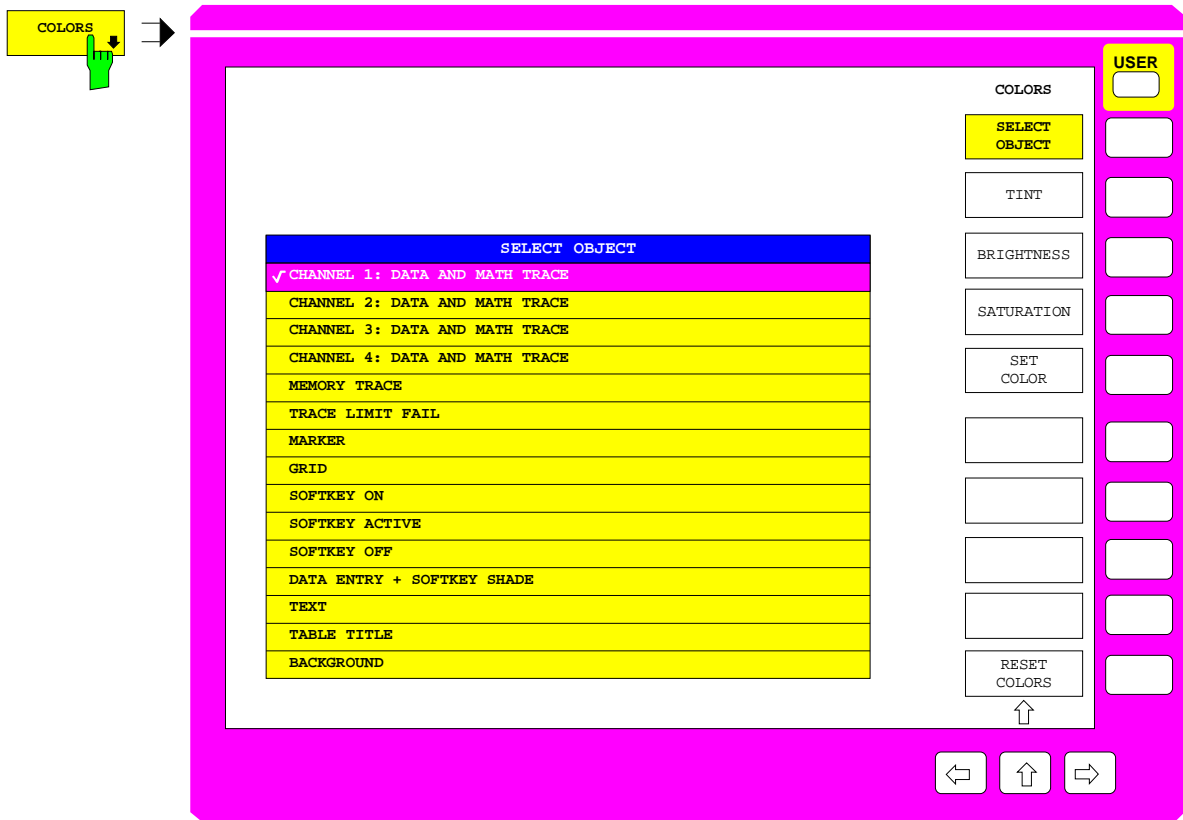 COLORS
USER
COLORS
SELECT
OBJECT
TINT
BRIGHTNESS
SATURATION
SET
COLOR
RESET
COLORS
SELECT OBJECT
√ CHANNEL 1: DATA AND MATH TRACE
CHANNEL 2: DATA AND MATH TRACE
CHANNEL 3: DATA AND MATH TRACE
CHANNEL 4: DATA AND MATH TRACE
MEMORY TRACE
TRACE LIMIT FAIL
MARKER
GRID
SOFTKEY ON
SOFTKEY ACTIVE
SOFTKEY OFF
DATA ENTRY + SOFTKEY SHADE
TEXT
TABLE TITLE
BACKGROUND